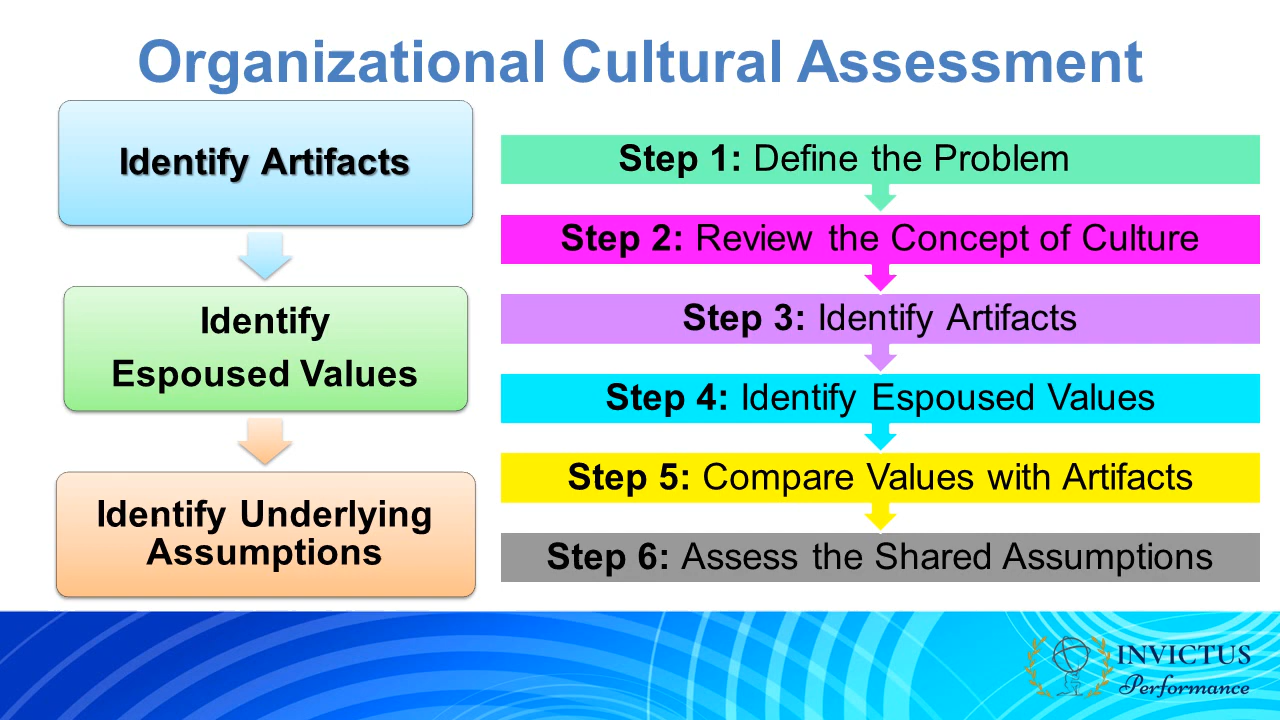 Organizational Cultural Assessment
Identify Artifacts
Identify
Espoused Values
Identify Underlying
Assumptions
Step 1: Define the Problem
Step 2: Review the Concept of Culture
Step 3: Identify Artifacts
Step 4: Identify Espoused Values
Step 5: Compare Values with Artifacts
Step 6: Assess the Shared Assumptions
INVICTUS
Performance